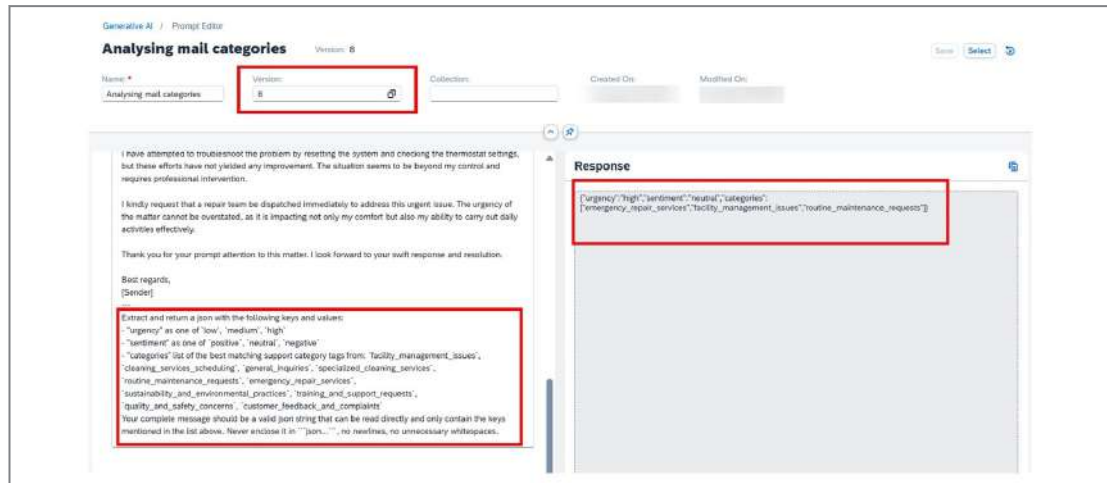 Generative AI / Prompt Editor
Analysing mail categories Version: 8
Save Select
Name: * Version: Collection: Created On: Modified On:
Analysing mail categories 8
I have attempted to troubleshoot the problem by resetting the system and checking the thermostat settings,
but these efforts have not yielded any improvement. The situation seems to be beyond my control and
requires professional intervention.
I kindly request that a repair team be dispatched immediately to address this urgent issue. The urgency of
the matter cannot be overstated, as it is impacting not only my comfort but also my ability to carry out daily
activities effectively.
Thank you for your prompt attention to this matter. I look forward to your swift response and resolution.
Best regards,
[Sender]
---
Extract and return a json with the following keys and values:
- "urgency" as one of `low`, `medium`, `high`
- "sentiment" as one of `positive`, `neutral`, `negative`
- "categories" list of the best matching support category tags from: `facility_management_issues`,
`cleaning_services_scheduling`, `general_inquiries`, `specialized_cleaning_services`,
`routine_maintenance_requests`, `emergency_repair_services`,
`sustainability_and_environmental_practices`, `training_and_support_requests`,
`quality_and_safety_concerns`, `customer_feedback_and_complaints`
Your complete message should be a valid json string that can be read directly and only contain the keys
mentioned in the list above. Never enclose it in ```json...```, no newlines, no unnecessary whitespaces.
Response
{"urgency":"high","sentiment":"neutral","categories":
["emergency_repair_services","facility_management_issues","routine_maintenance_requests"]}